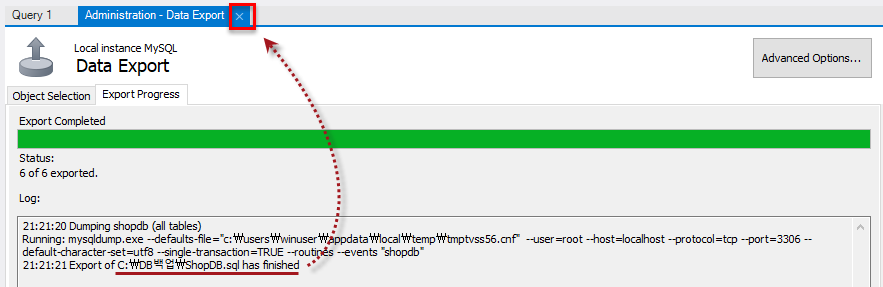 Query 1
Administration - Data Export
Local instance MySQL
Data Export
Advanced Options...
Object Selection
Export Progress
Export Completed
Status:
6 of 6 exported.
Log:
21:21:20 Dumping shopdb (all tables)
Running: mysqldump.exe --defaults-file="c:₩users₩winuser₩appdata₩local₩temp₩tmptvss56.cnf"  --user=root --host=localhost --protocol=tcp --port=3306 --
default-character-set=utf8 --single-transaction=TRUE --routines --events "shopdb"
21:21:21 Export of C:₩DB백업₩ShopDB.sql has finished